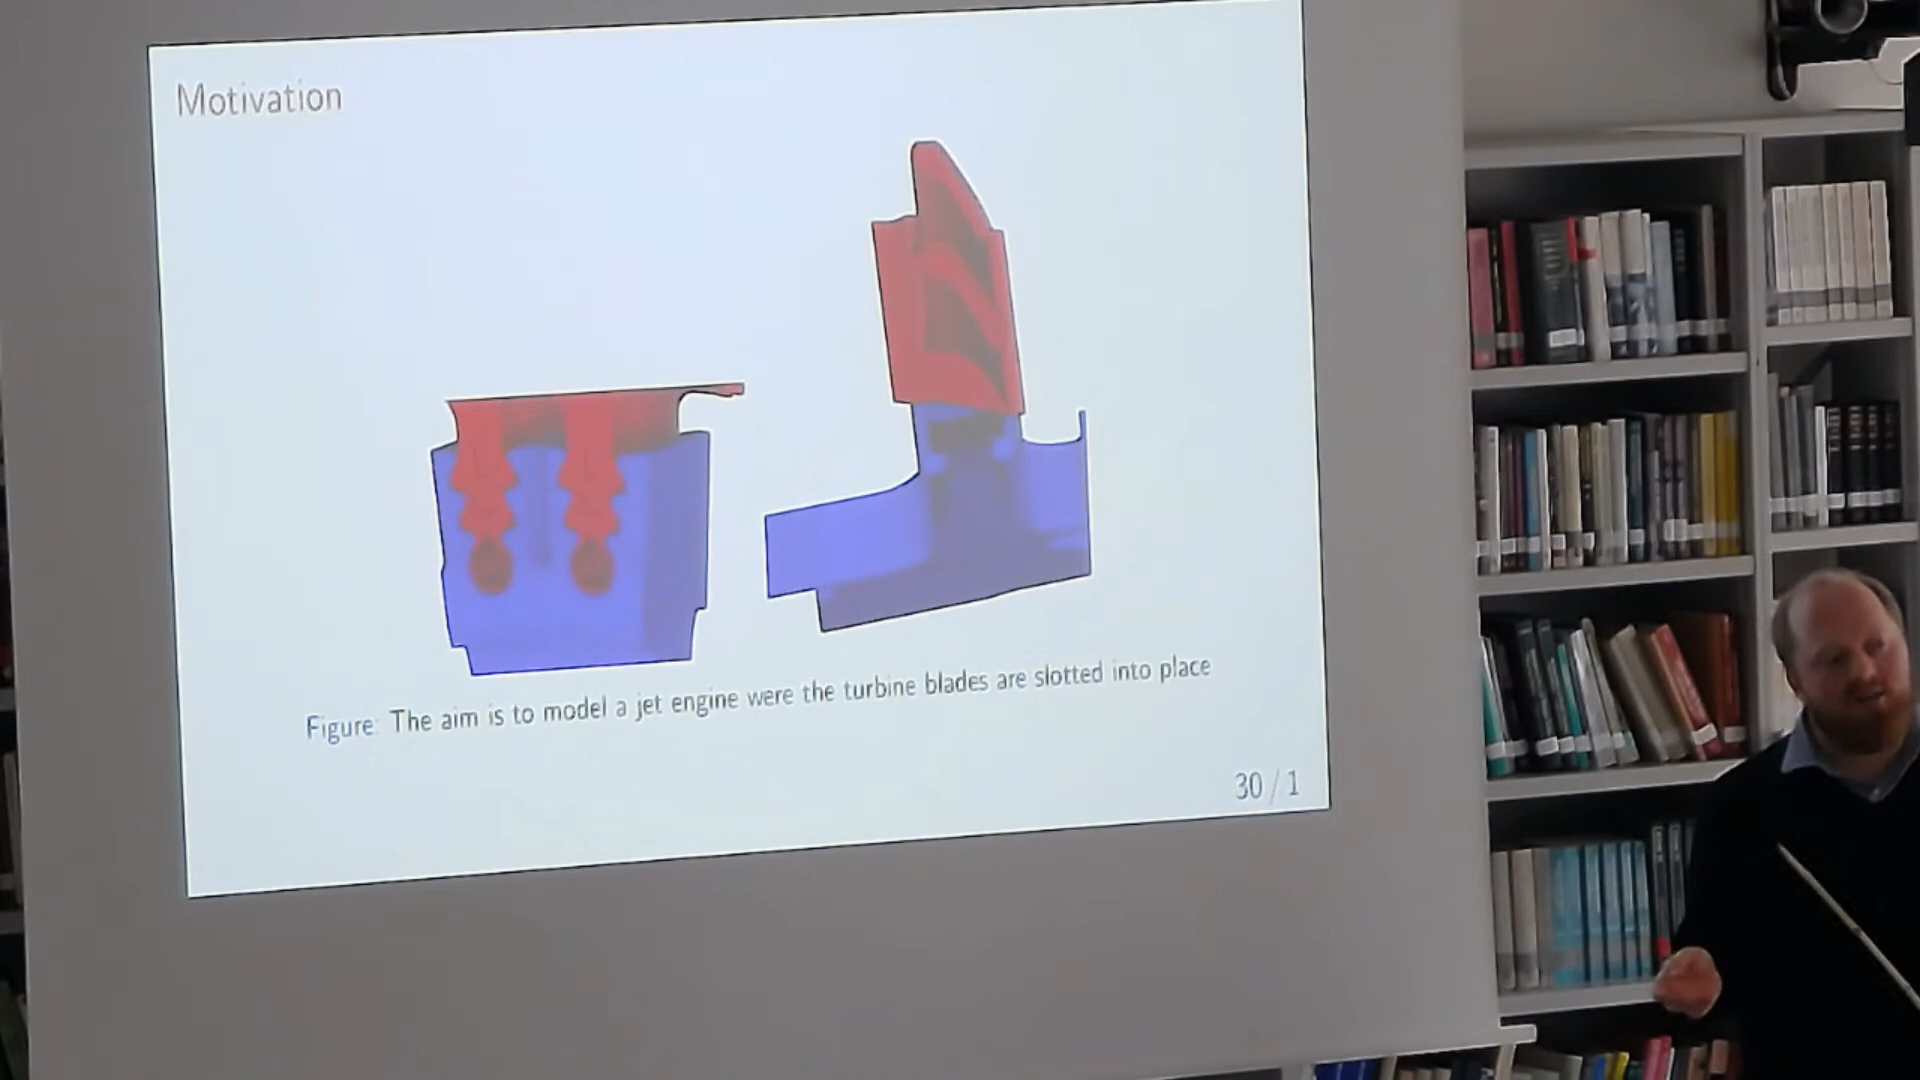 Motivation
Figure: The aim is to model a jet engine were the turbine blades are slotted into place
30 / 1